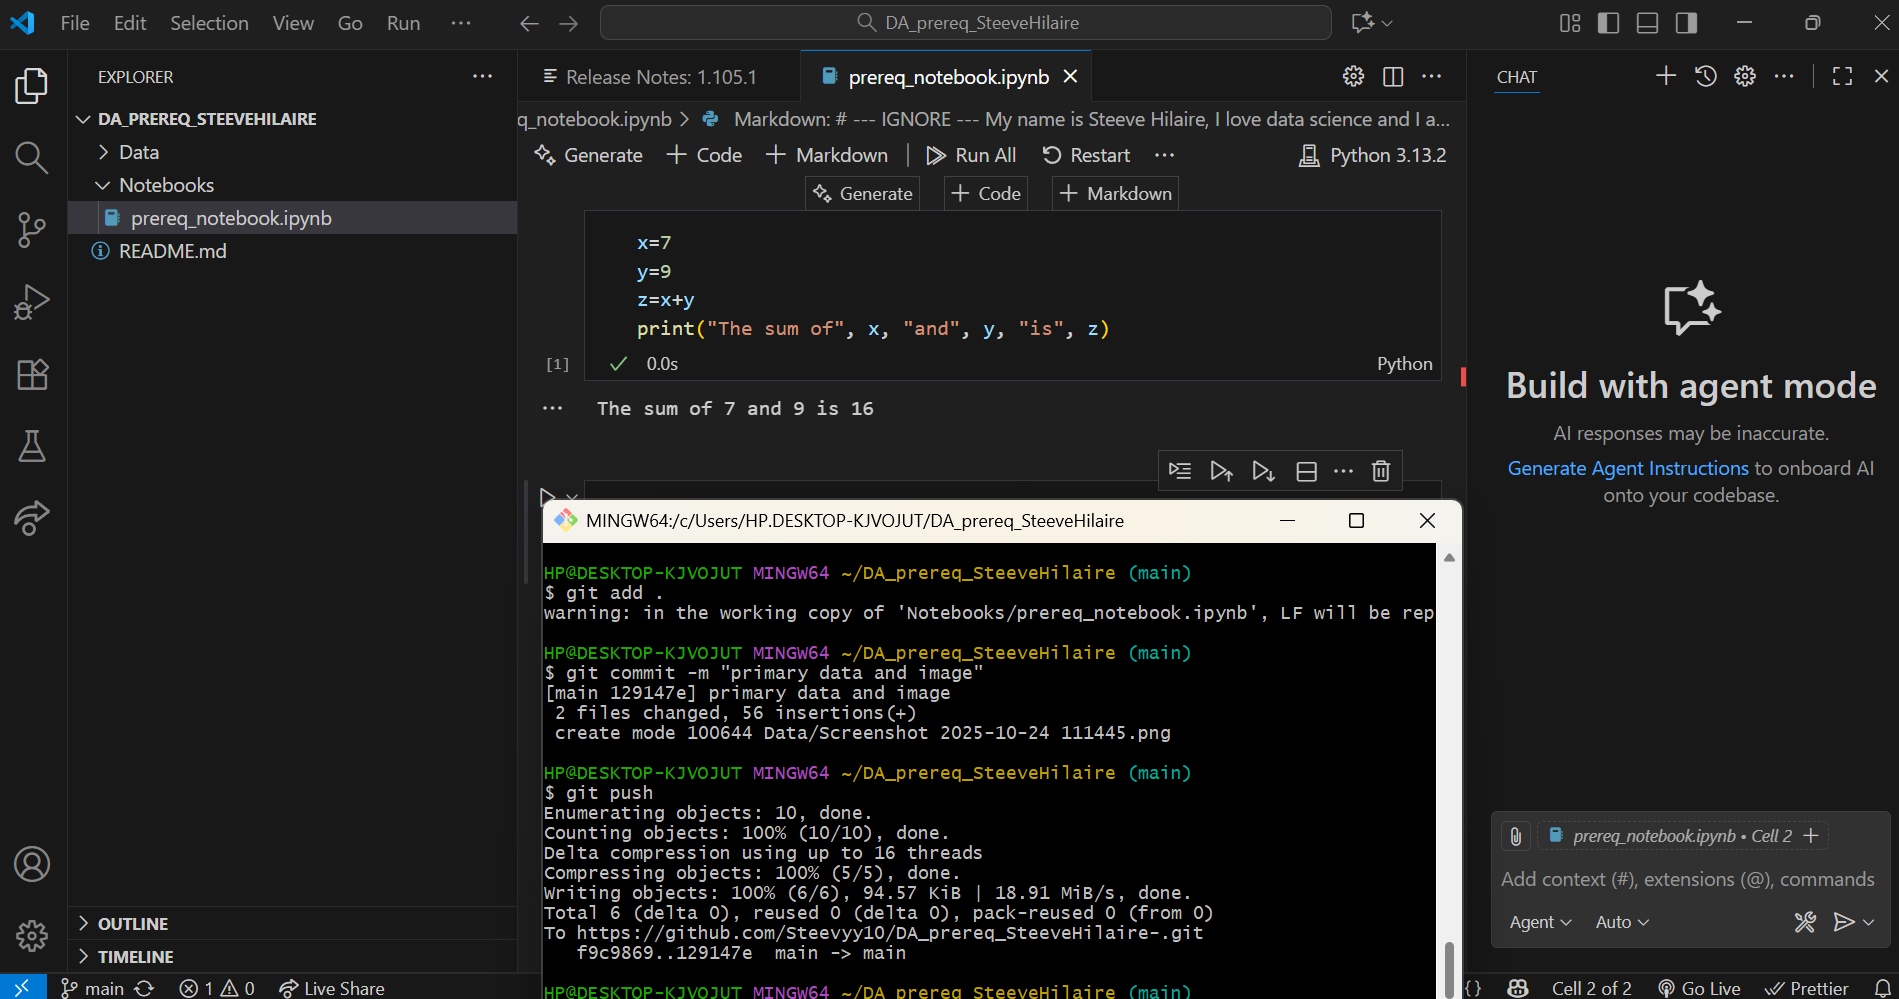 File Edit Selection View Go Run ··· DA_prereq_SteeveHilaire
EXPLORER
DA_PREREQ_STEEVEHILAIRE
Data
Notebooks
prereq_notebook.ipynb
README.md
OUTLINE
TIMELINE
Release Notes: 1.105.1 prereq_notebook.ipynb
q_notebook.ipynb > Markdown: # --- IGNORE --- My name is Steeve Hilaire, I love data science and I a...
Generate + Code + Markdown Run All Restart ··· Python 3.13.2
Generate + Code + Markdown
x=7
y=9
z=x+y
print("The sum of", x, "and", y, "is", z)
[1] 0.0s Python
The sum of 7 and 9 is 16
MINGW64:/c/Users/HP.DESKTOP-KJVOJUT/DA_prereq_SteeveHilaire
HP@DESKTOP-KJVOJUT MINGW64 ~/DA_prereq_SteeveHilaire (main)
$ git add .
warning: in the working copy of 'Notebooks/prereq_notebook.ipynb', LF will be rep
HP@DESKTOP-KJVOJUT MINGW64 ~/DA_prereq_SteeveHilaire (main)
$ git commit -m "primary data and image"
[main 129147e] primary data and image
2 files changed, 56 insertions(+)
create mode 100644 Data/Screenshot 2025-10-24 111445.png
HP@DESKTOP-KJVOJUT MINGW64 ~/DA_prereq_SteeveHilaire (main)
$ git push
Enumerating objects: 10, done.
Counting objects: 100% (10/10), done.
Delta compression using up to 16 threads
Compressing objects: 100% (5/5), done.
Writing objects: 100% (6/6), 94.57 KiB | 18.91 MiB/s, done.
Total 6 (delta 0), reused 0 (delta 0), pack-reused 0 (from 0)
To https://github.com/Steevyy10/DA_prereq_SteeveHilaire-.git
f9c9869..129147e main -> main
HP@DESKTOP-KJVOJUT MINGW64 ~/DA_prereq_SteeveHilaire (main)
CHAT
Build with agent mode
AI responses may be inaccurate.
Generate Agent Instructions to onboard AI
onto your codebase.
prereq_notebook.ipynb • Cell 2 +
Add context (#), extensions (@), commands
Agent Auto
main 1 0 Live Share {} Cell 2 of 2 Go Live Prettier